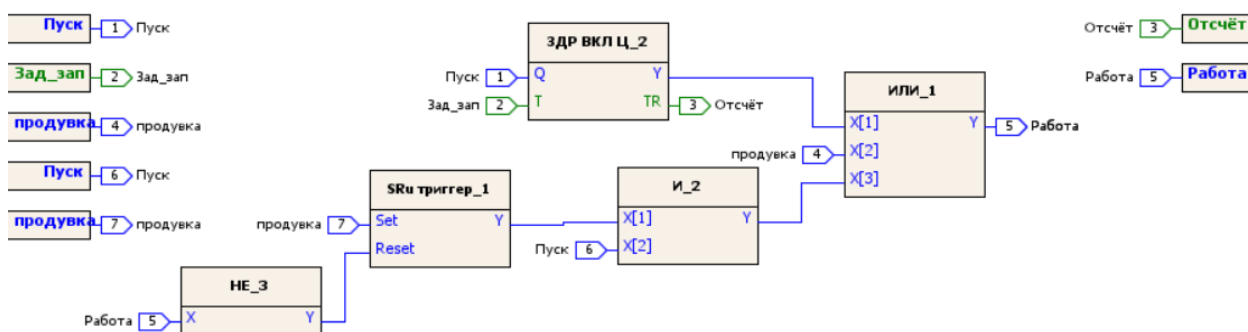 Пуск 1 Пуск
Зад_зап 2 Зад_зап
продувка 4 продувка
Пуск 6 Пуск
продувка 7 продувка
ЗДР ВКЛ Ц_2
Пуск 1 Q Y
Зад_зап 2 T TR 3 Отсчёт
SRu триггер_1
продувка 7 Set Y
Reset
НЕ_3
Работа 5 X Y
И_2
X[1] Y
Пуск 6 X[2]
ИЛИ_1
X[1] Y 5 Работа
продувка 4 X[2]
X[3]
Отсчёт 3 Отсчёт
Работа 5 Работа